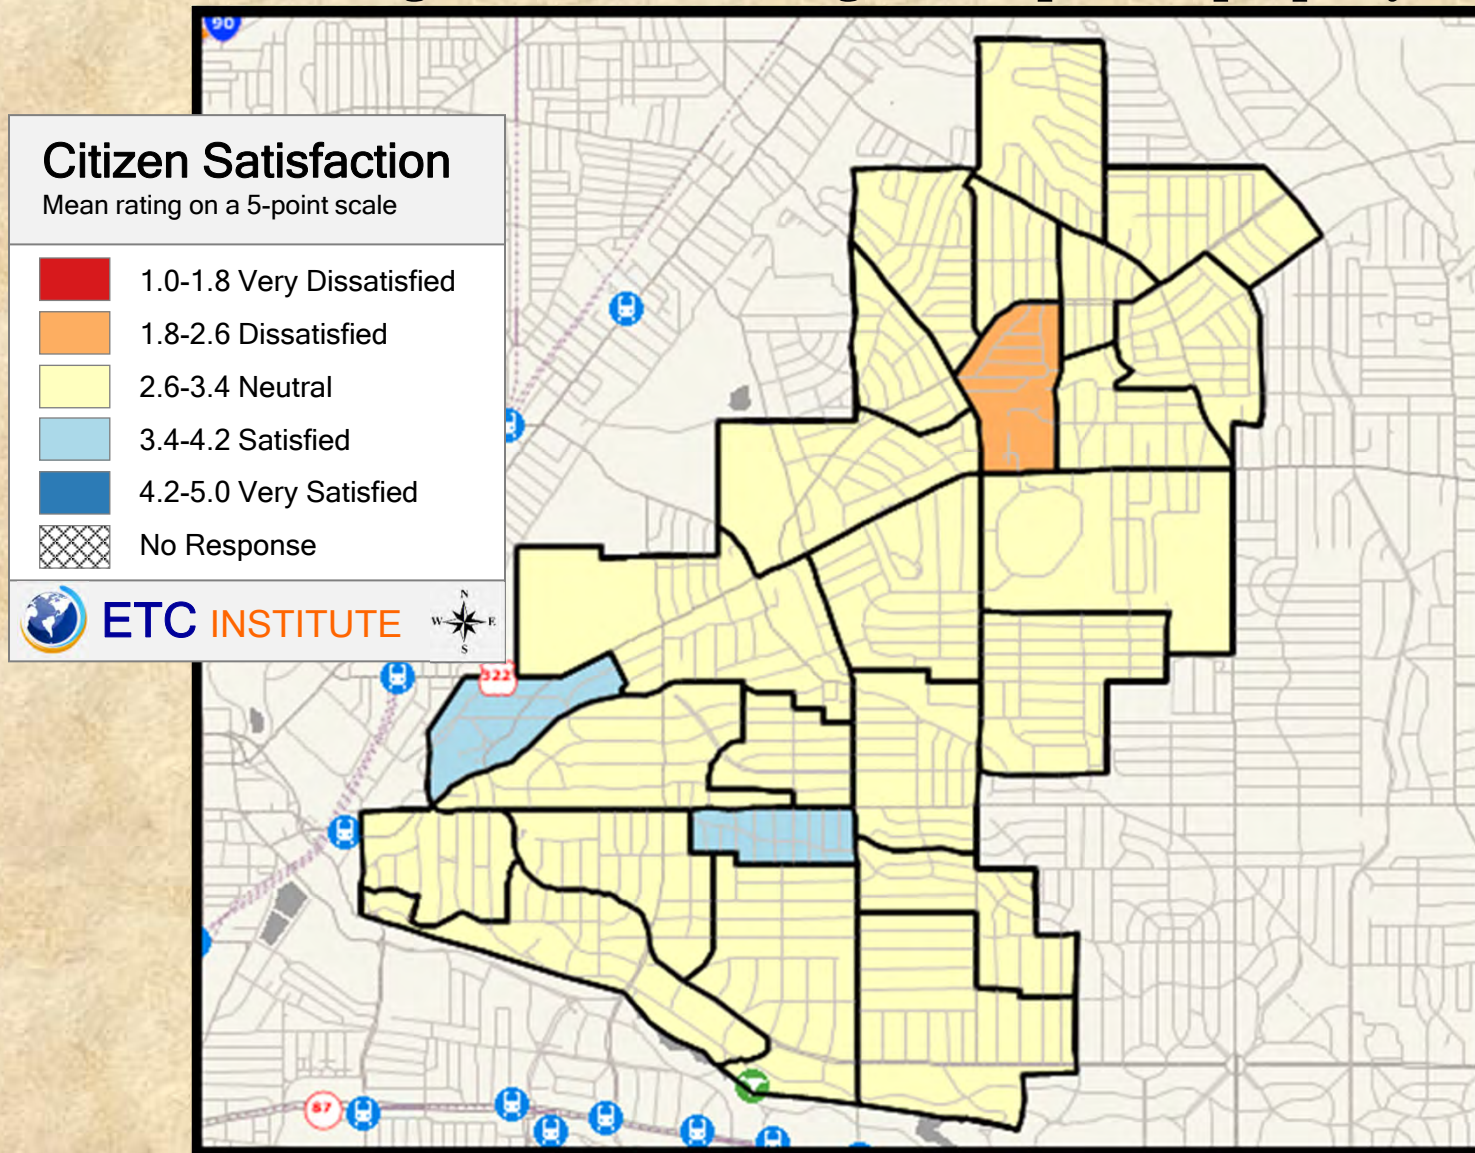 90
Citizen Satisfaction
Mean rating on a 5-point scale
1.0-1.8 Very Dissatisfied
1.8-2.6 Dissatisfied
2.6-3.4 Neutral
3.4-4.2 Satisfied
4.2-5.0 Very Satisfied
No Response
ETC INSTITUTE
N
W E
S
322
87